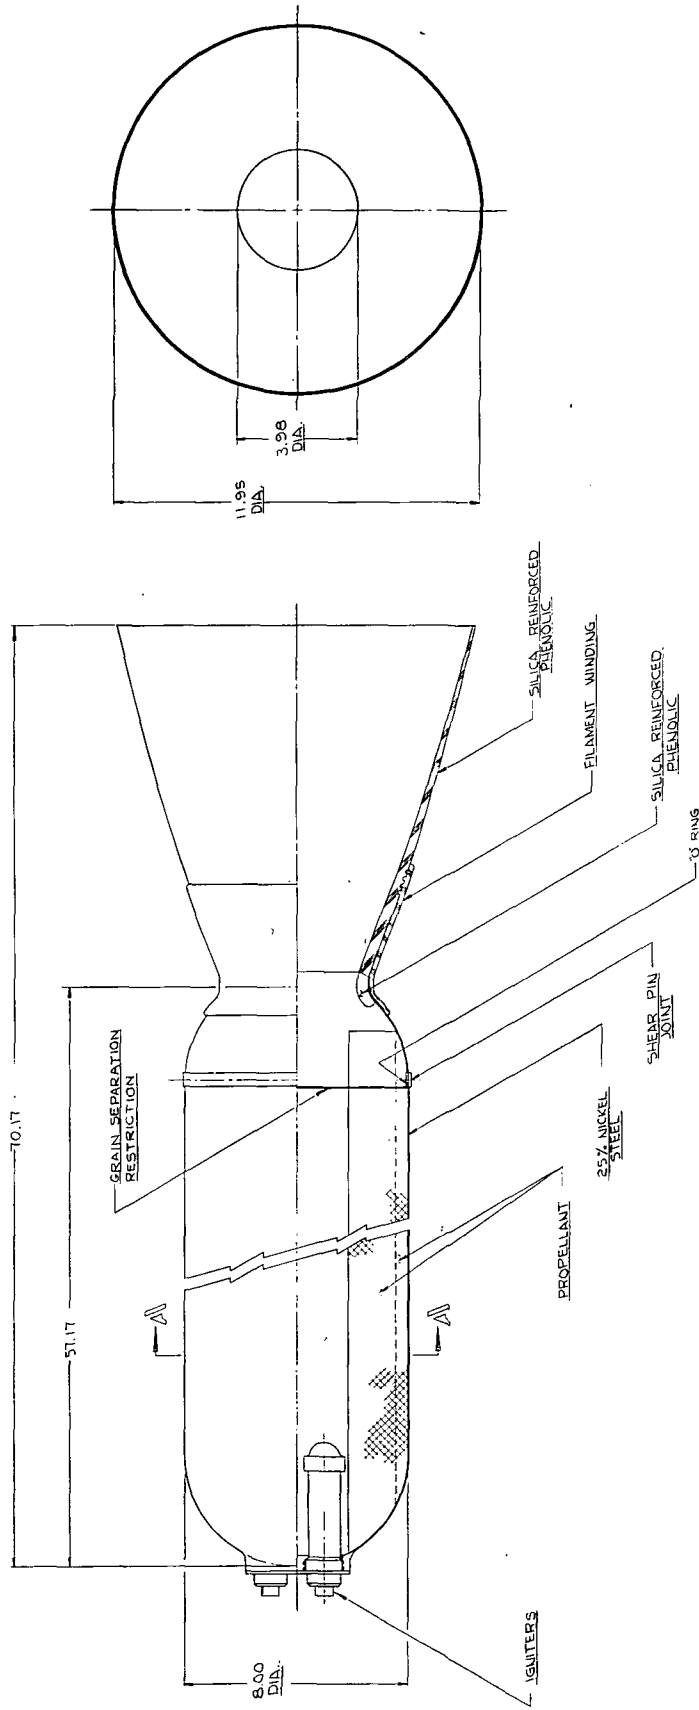 70.17
57.17
GRAIN SEPARATION
RESTRICTION
A
A
8.00
DIA.
IGNITERS
PROPELLANT
25% NICKEL
STEEL
SHEAR PIN
JOINT
"O" RING
SILICA REINFORCED
PHENOLIC
FILAMENT WINDING
SILICA REINFORCED
PHENOLIC
11.95
DIA.
3.98
DIA.